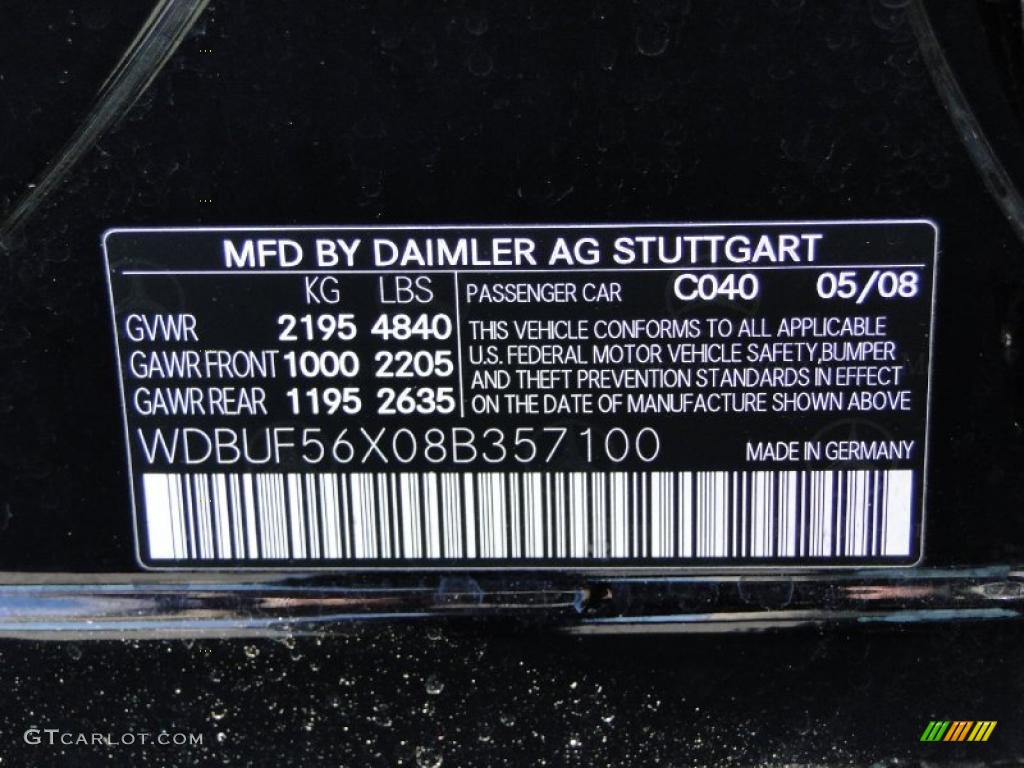 MFD BY DAIMLER AG STUTTGART
KG LBS
GVWR 2195 4840
GAWR FRONT 1000 2205
GAWR REAR 1195 2635
PASSENGER CAR C040 05/08
THIS VEHICLE CONFORMS TO ALL APPLICABLE
U.S. FEDERAL MOTOR VEHICLE SAFETY,BUMPER
AND THEFT PREVENTION STANDARDS IN EFFECT
ON THE DATE OF MANUFACTURE SHOWN ABOVE
WDBUF56X08B357100 MADE IN GERMANY
GTCARLOT.COM